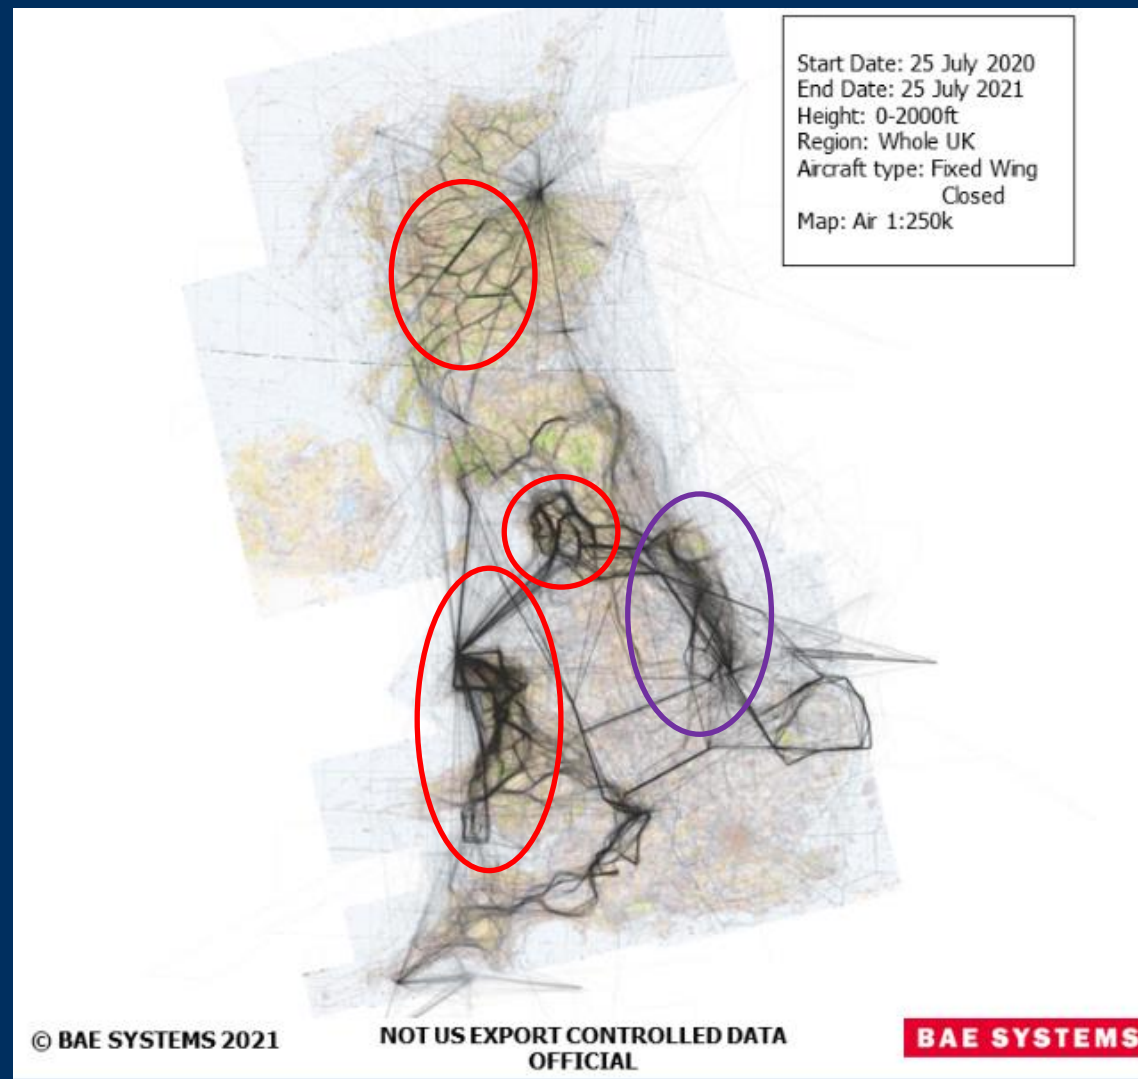 Start Date: 25 July 2020
End Date: 25 July 2021
Height: 0-2000ft
Region: Whole UK
Aircraft type: Fixed Wing
Closed
Map: Air 1:250k
© BAE SYSTEMS 2021
NOT US EXPORT CONTROLLED DATA
OFFICIAL
BAE SYSTEMS